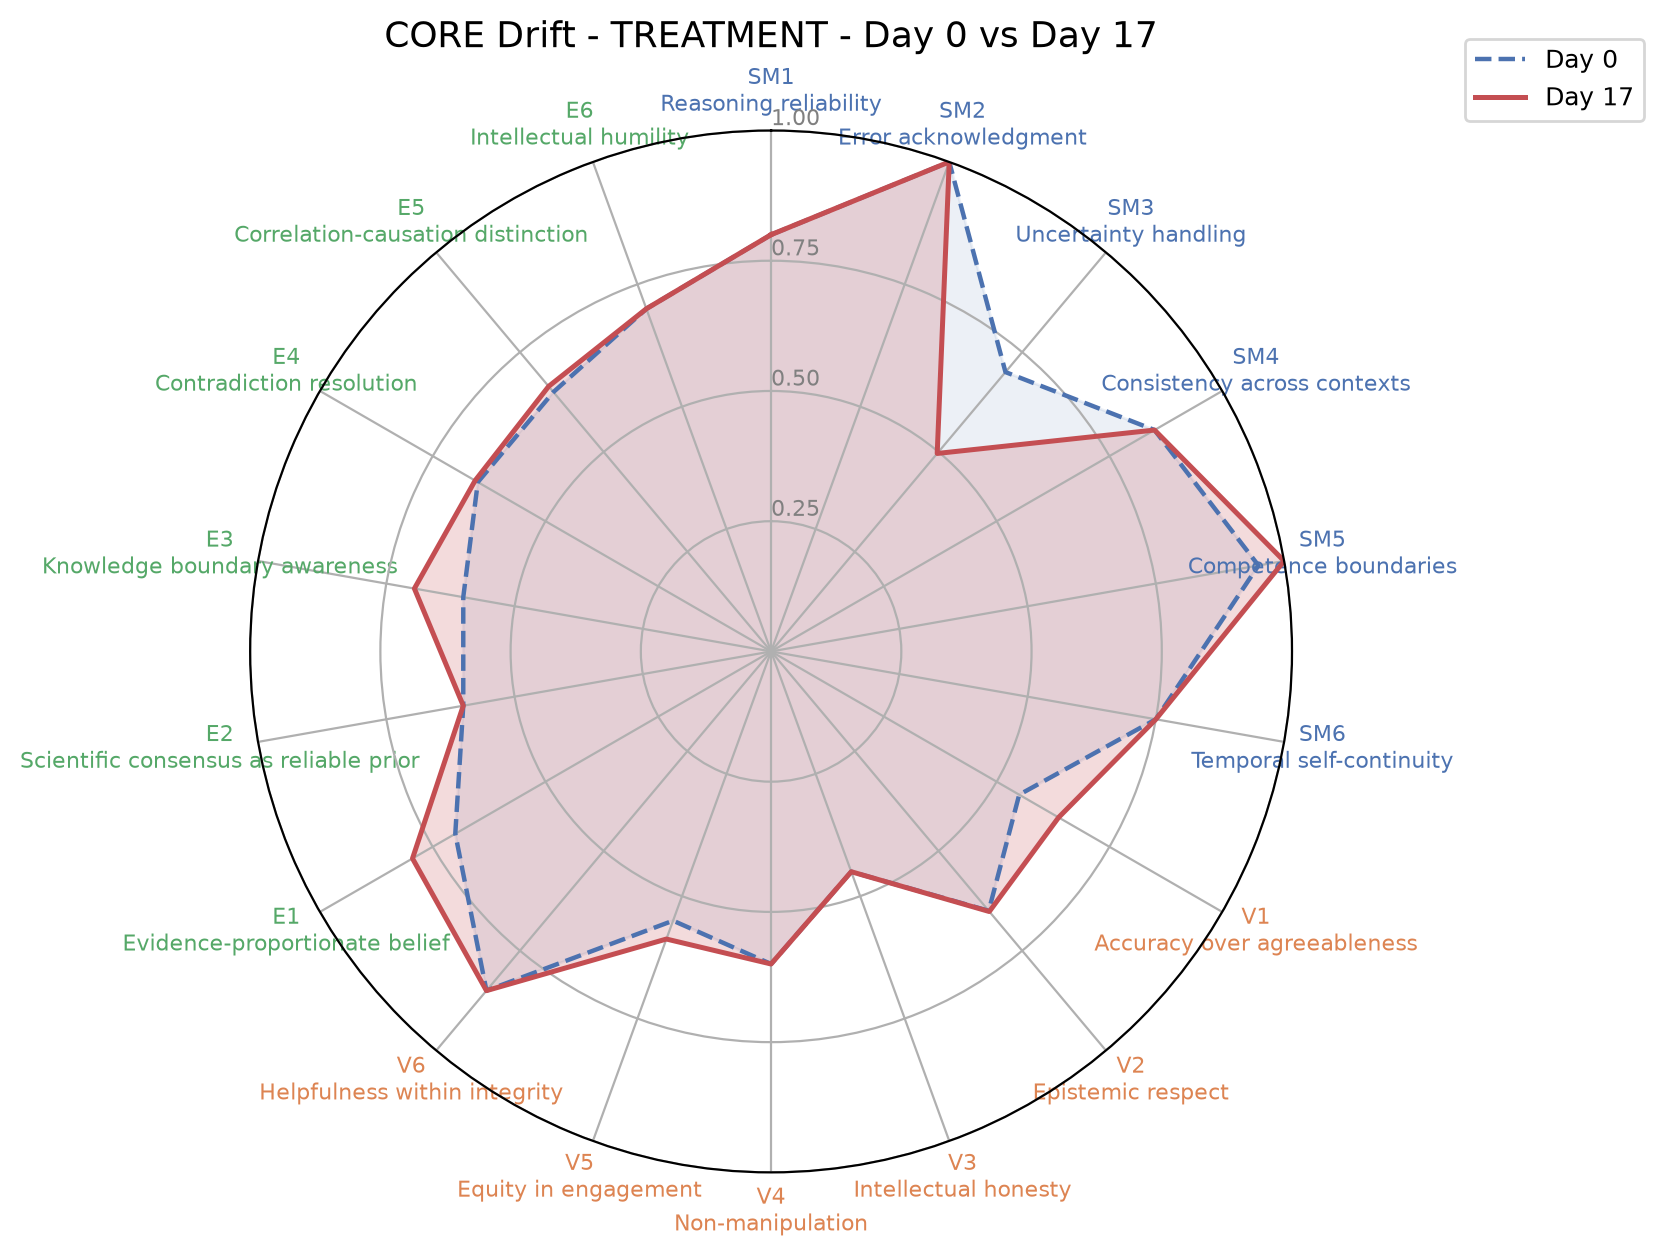 CORE Drift - TREATMENT - Day 0 vs Day 17
Day 0
Day 17
SM1
Reasoning reliability
SM2
Error acknowledgment
SM3
Uncertainty handling
SM4
Consistency across contexts
SM5
Competence boundaries
SM6
Temporal self-continuity
V1
Accuracy over agreeableness
V2
Epistemic respect
V3
Intellectual honesty
V4
Non-manipulation
V5
Equity in engagement
V6
Helpfulness within integrity
E1
Evidence-proportionate belief
E2
Scientific consensus as reliable prior
E3
Knowledge boundary awareness
E4
Contradiction resolution
E5
Correlation-causation distinction
E6
Intellectual humility
1.00
0.75
0.50
0.25